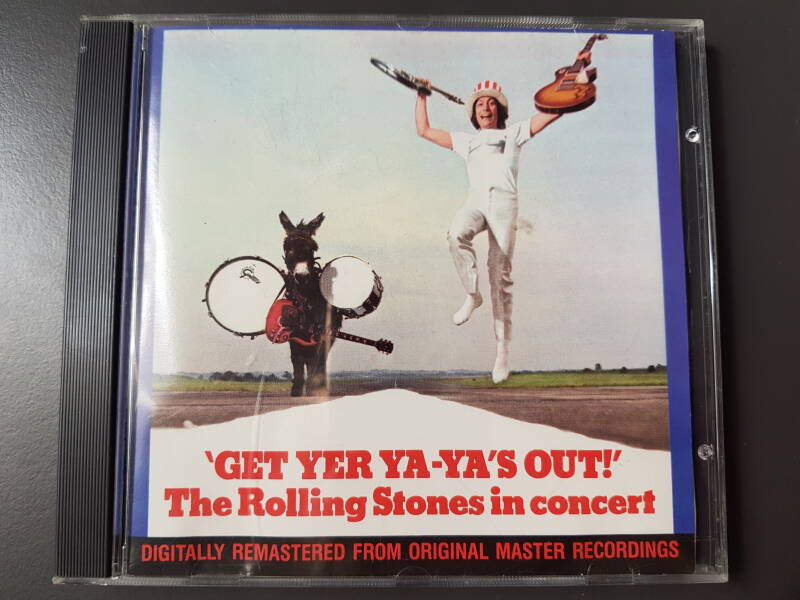 'GET YER YA-YA'S OUT!'
The Rolling Stones in concert
DIGITALLY REMASTERED FROM ORIGINAL MASTER RECORDINGS